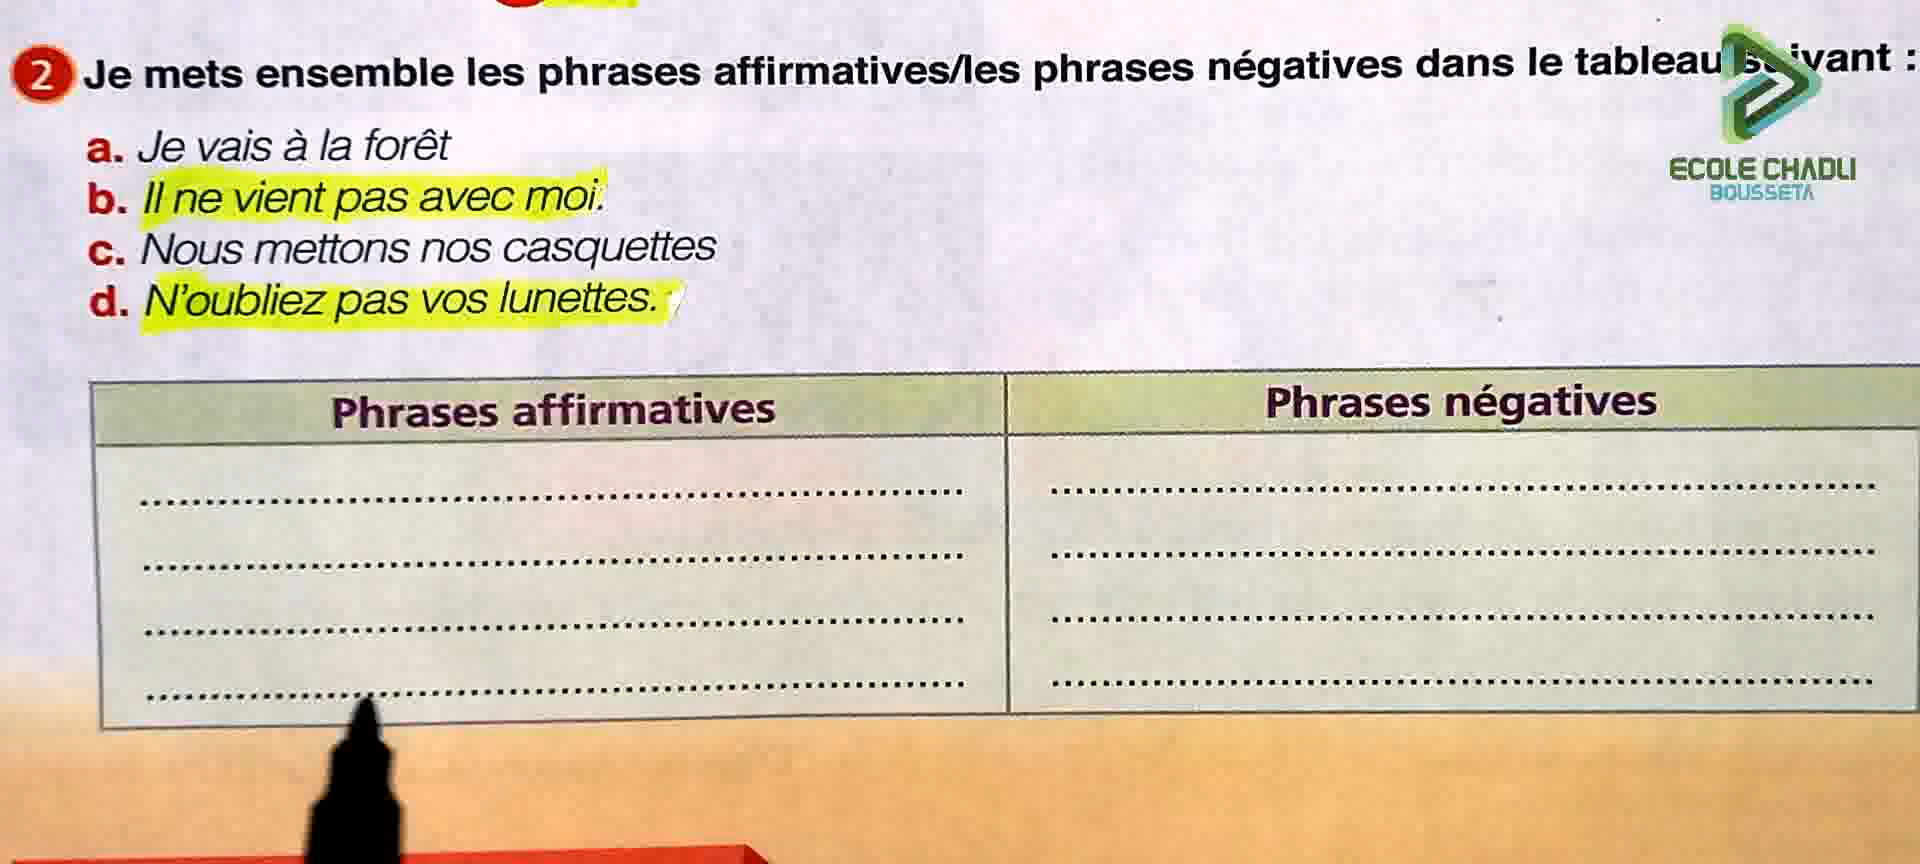 2 Je mets ensemble les phrases affirmatives/les phrases négatives dans le tableau suivant :
a. Je vais à la forêt
b. Il ne vient pas avec moi.
c. Nous mettons nos casquettes
d. N'oubliez pas vos lunettes.
ECOLE CHADLI
BOUSSETA
Phrases affirmatives
Phrases négatives